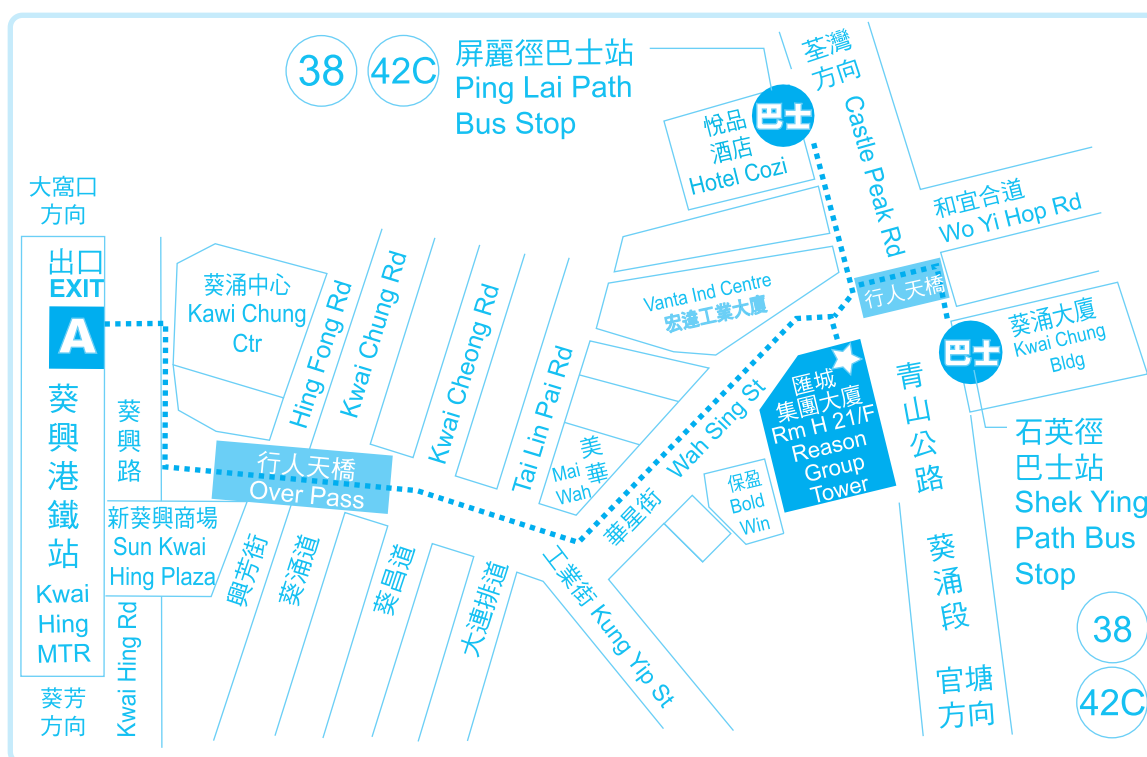 38
42C
屏麗徑巴士站
Ping Lai Path
Bus Stop
荃灣
方向
Castle Peak Rd
巴士
悅品
酒店
Hotel Cozi
和宜合道
Wo Yi Hop Rd
大窩口
方向
出口
EXIT
A
葵興港鐵站
Kwai
Hing
MTR
葵芳
方向
葵興路
Kwai Hing Rd
葵涌中心
Kawi Chung
Ctr
Hing Fong Rd
Kwai Chung Rd
Kwai Cheong Rd
Tai Lin Pai Rd
Vanta Ind Centre
宏達工業大廈
行人天橋
葵涌大廈
Kwai Chung
Bldg
巴士
行人天橋
Over Pass
新葵興商場
Sun Kwai
Hing Plaza
興芳街
葵涌道
葵昌道
大連排道
美華
Mai
Wah
華星街 Wah Sing St
工業街 Kung Yip St
保盈
Bold
Win
匯城
集團大廈
Rm H 21/F
Reason
Group
Tower
青山公路
葵涌段
官塘
方向
石英徑
巴士站
Shek Ying
Path Bus
Stop
38
42C